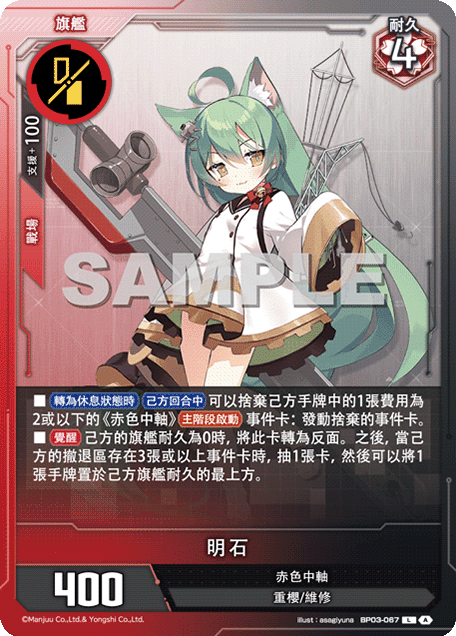 旗艦
耐久
4
支援+100
戰場
SAMPLE
■ 轉為休息狀態時 己方回合中 可以捨棄己方手牌中的1張費用為
2或以下的《赤色中軸》主階段啟動 事件卡：發動捨棄的事件卡。
■ 覺醒 己方的旗艦耐久為0時, 將此卡轉為反面。之後, 當己
方的撤退區存在3張或以上事件卡時, 抽1張卡, 然後可以將1
張手牌置於己方旗艦耐久的最上方。
明石
400
赤色中軸
重櫻/維修
©Manjuu Co.,Ltd.& Yongshi Co.,Ltd.
illust : asagiyuna BP03-067 L A